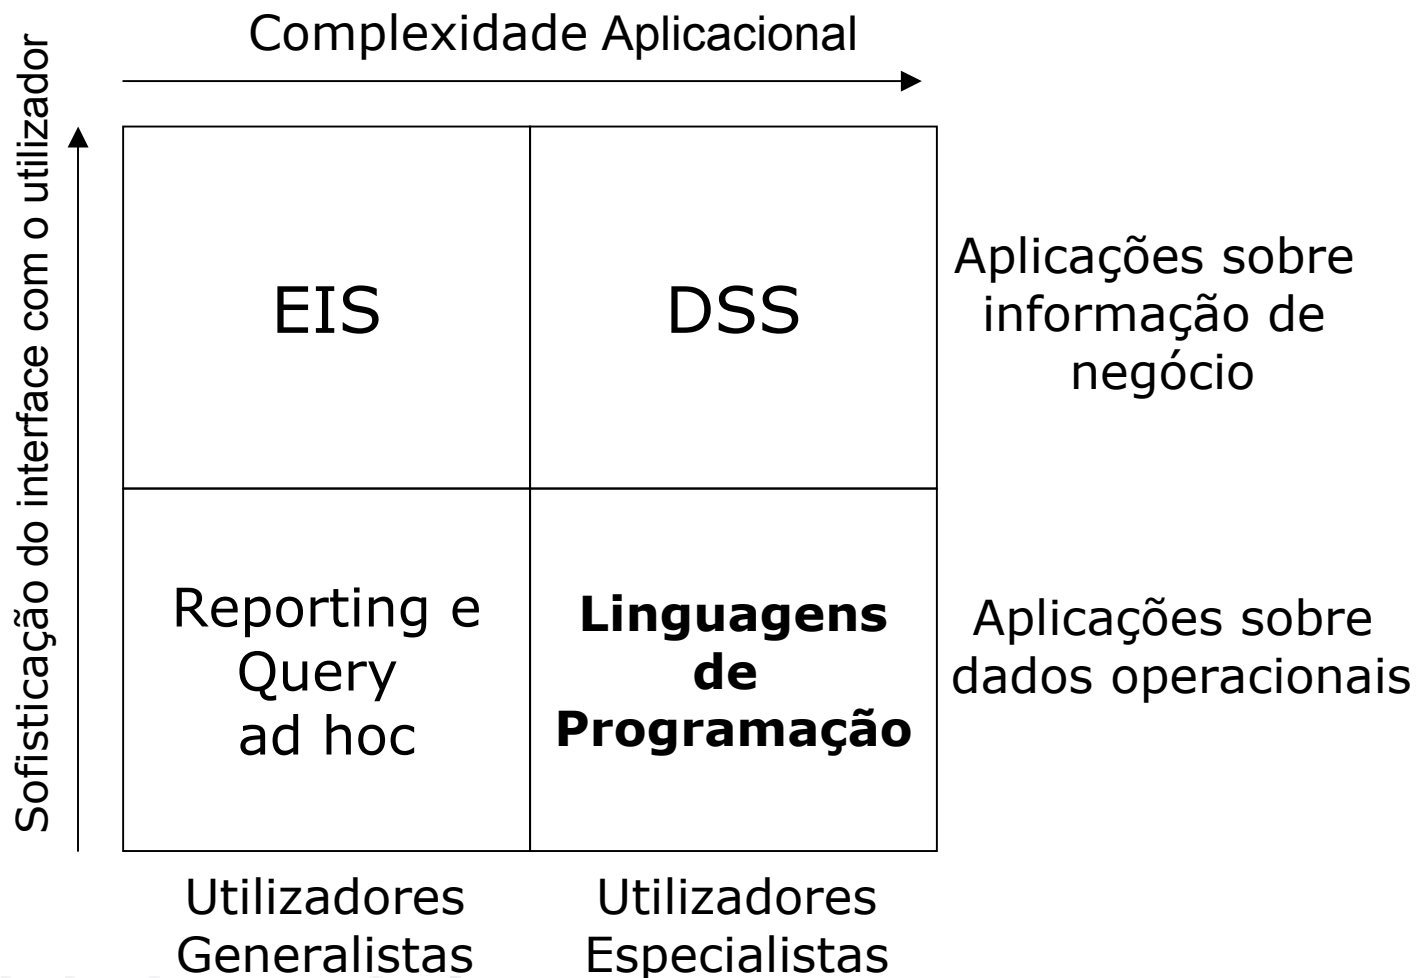 Complexidade Aplicacional
Sofisticação do interface com o utilizador
EIS
DSS
Aplicações sobre
informação de
negócio
Reporting e
Query
ad hoc
Linguagens
de
Programação
Aplicações sobre
dados operacionais
Utilizadores
Generalistas
Utilizadores
Especialistas